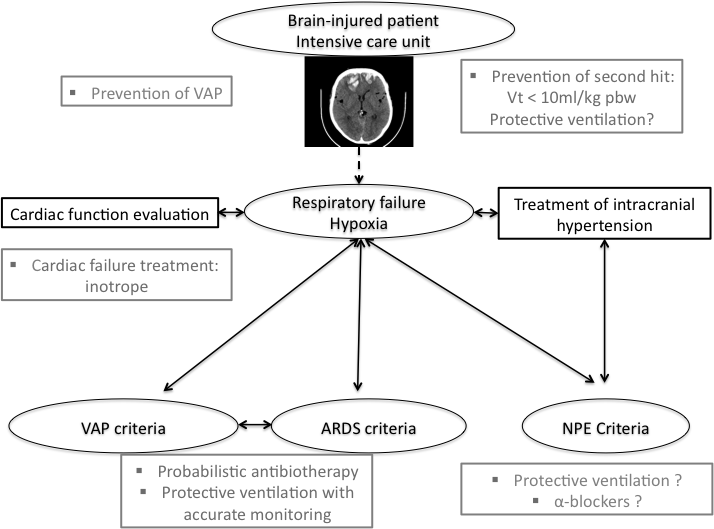 Brain-injured patient
Intensive care unit
▪ Prevention of VAP
▪ Prevention of second hit:
Vt < 10ml/kg pbw
Protective ventilation?
Respiratory failure
Hypoxia
Cardiac function evaluation
Treatment of intracranial
hypertension
▪ Cardiac failure treatment:
inotrope
VAP criteria
ARDS criteria
NPE Criteria
▪ Probabilistic antibiotherapy
▪ Protective ventilation with
accurate monitoring
▪ Protective ventilation ?
▪ α-blockers ?